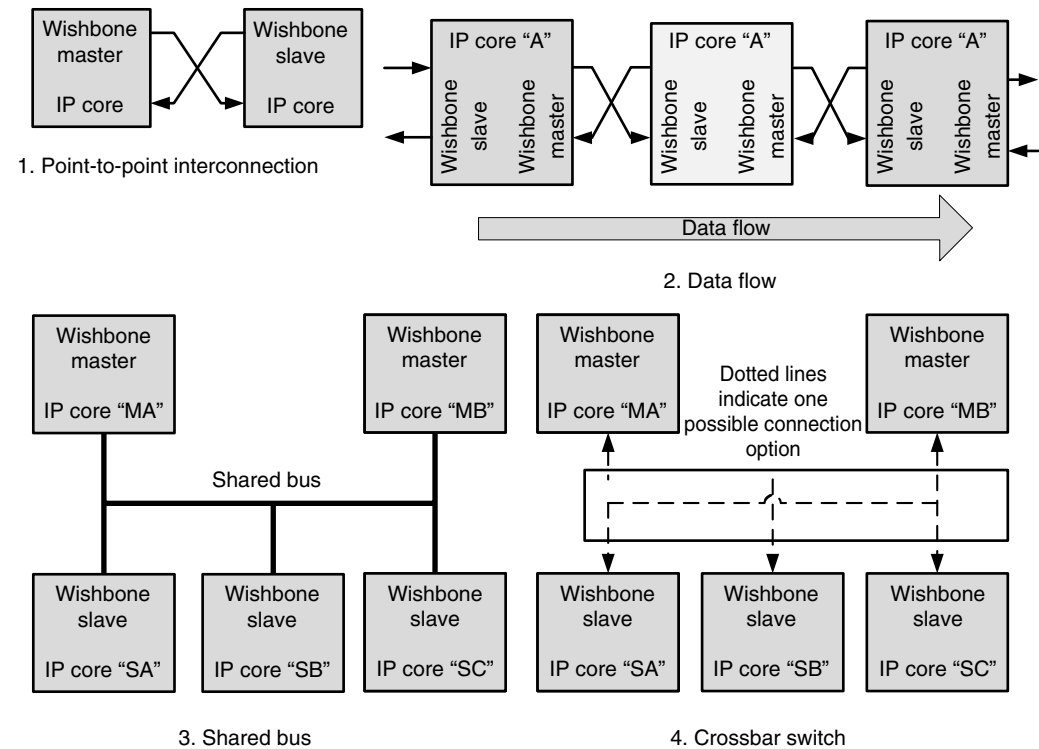 Wishbone
master
IP core
Wishbone
slave
IP core
1. Point-to-point interconnection
IP core “A”
Wishbone
slave
Wishbone
master
IP core “A”
Wishbone
slave
Wishbone
master
IP core “A”
Wishbone
slave
Wishbone
master
Data flow
2. Data flow
Wishbone
master
IP core “MA”
Wishbone
master
IP core “MB”
Shared bus
Wishbone
slave
IP core “SA”
Wishbone
slave
IP core “SB”
Wishbone
slave
IP core “SC”
3. Shared bus
Wishbone
master
IP core “MA”
Dotted lines
indicate one
possible connection
option
Wishbone
master
IP core “MB”
Wishbone
slave
IP core “SA”
Wishbone
slave
IP core “SB”
Wishbone
slave
IP core “SC”
4. Crossbar switch